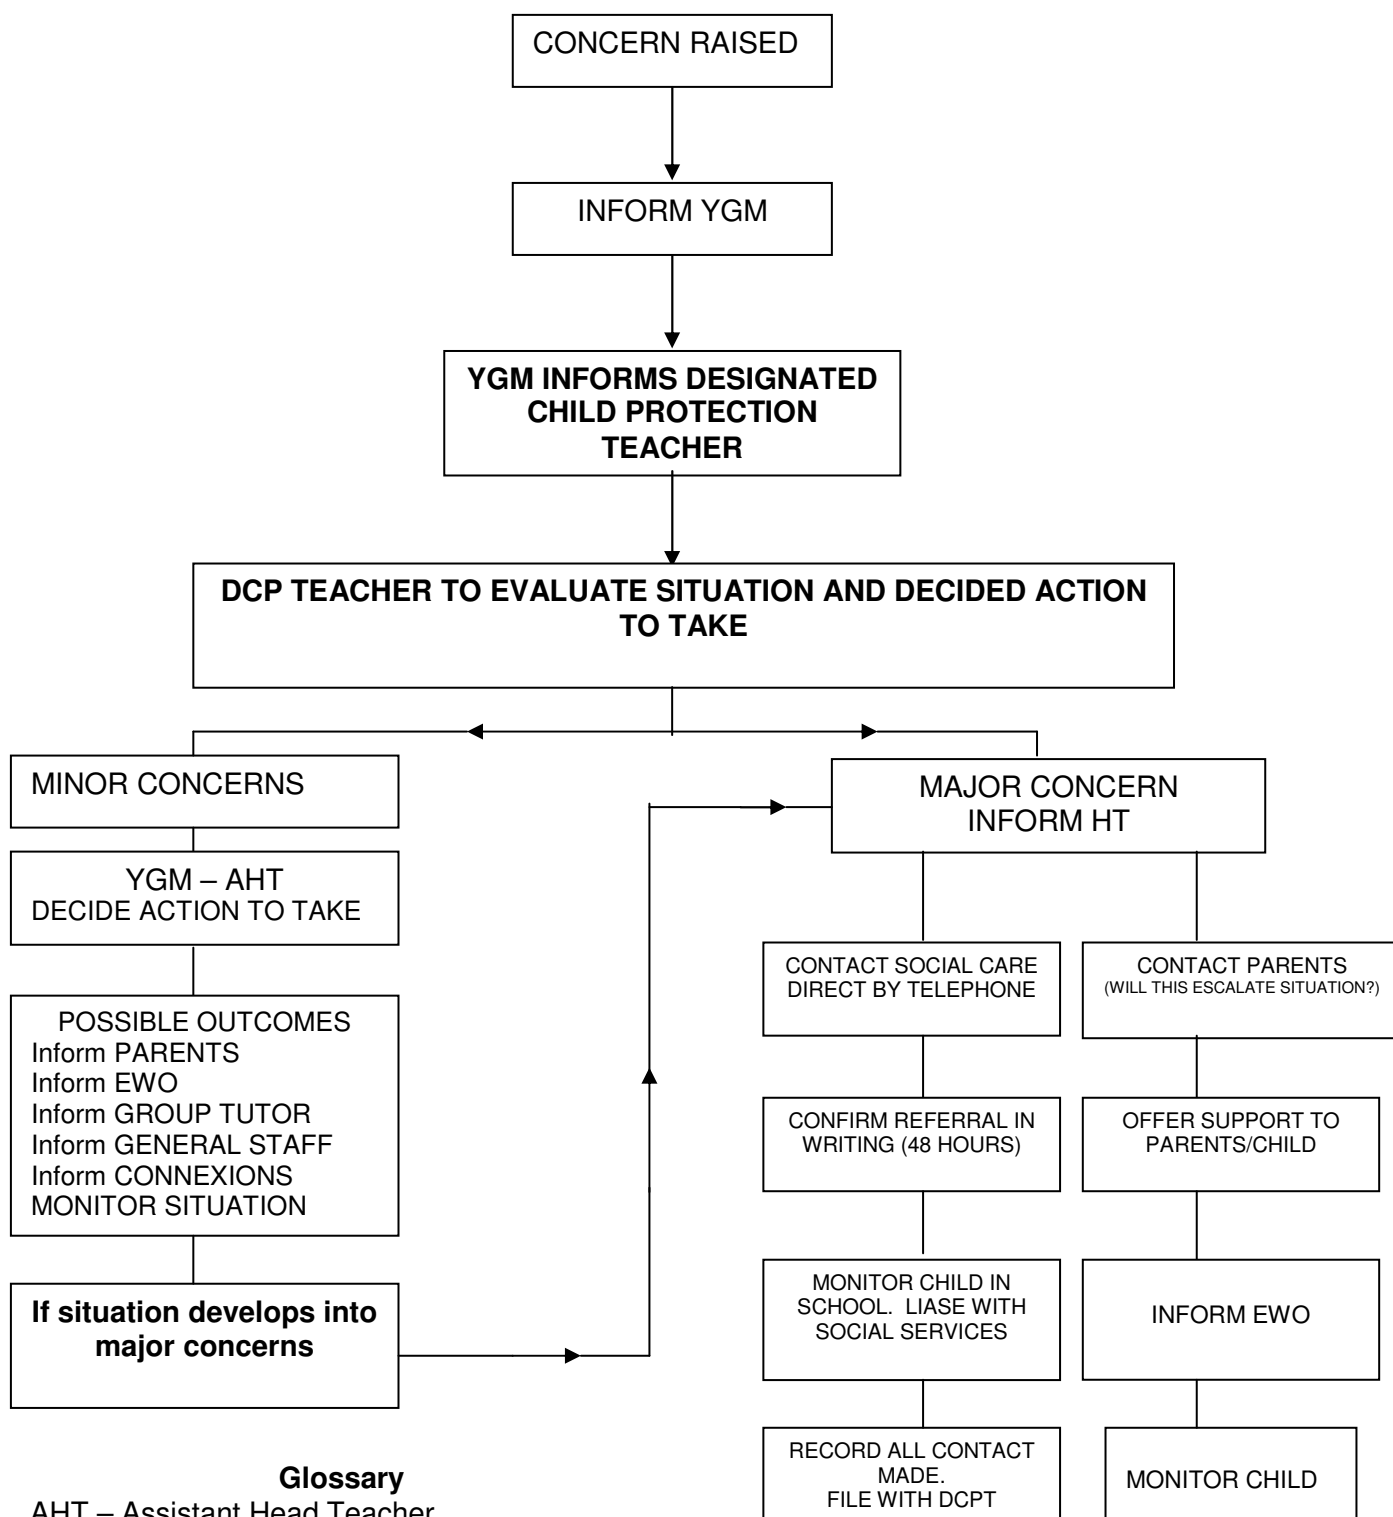 CONCERN RAISED
INFORM YGM
YGM INFORMS DESIGNATED
CHILD PROTECTION
TEACHER
DCP TEACHER TO EVALUATE SITUATION AND DECIDED ACTION
TO TAKE
MINOR CONCERNS
YGM – AHT
DECIDE ACTION TO TAKE
POSSIBLE OUTCOMES
Inform PARENTS
Inform EWO
Inform GROUP TUTOR
Inform GENERAL STAFF
Inform CONNEXIONS
MONITOR SITUATION
If situation develops into
major concerns
MAJOR CONCERN
INFORM HT
CONTACT SOCIAL CARE
DIRECT BY TELEPHONE
CONFIRM REFERRAL IN
WRITING (48 HOURS)
MONITOR CHILD IN
SCHOOL. LIASE WITH
SOCIAL SERVICES
RECORD ALL CONTACT
MADE.
FILE WITH DCPT
CONTACT PARENTS
(WILL THIS ESCALATE SITUATION?)
OFFER SUPPORT TO
PARENTS/CHILD
INFORM EWO
MONITOR CHILD
Glossary
AHT – Assistant Head Teacher